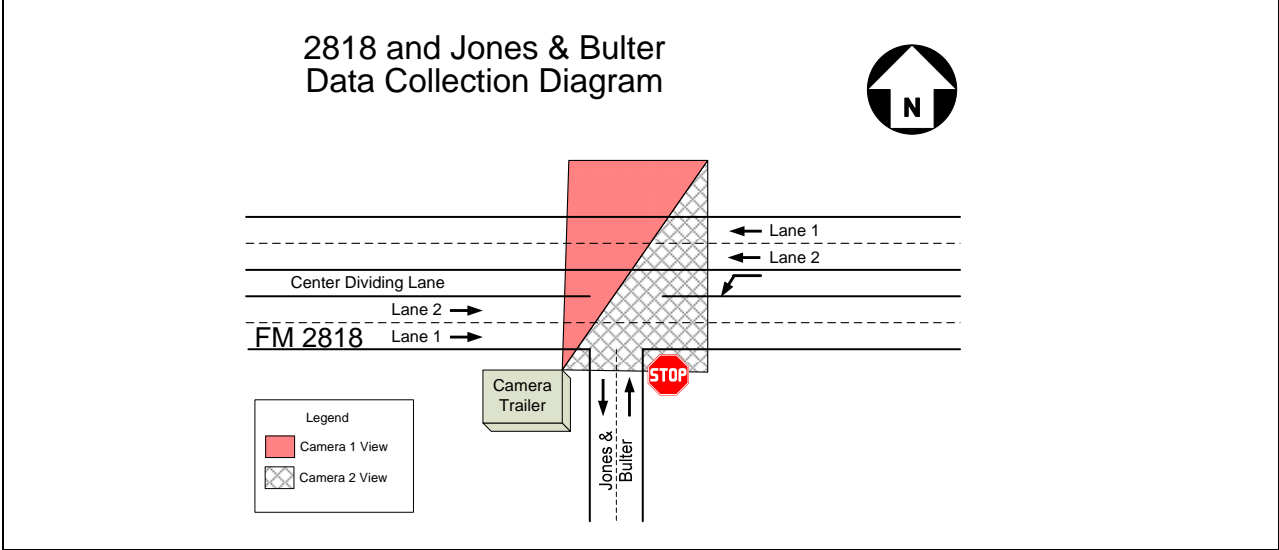 2818 and Jones & Bulter
Data Collection Diagram
N
Lane 1
Lane 2
Center Dividing Lane
Lane 2
FM 2818
Lane 1
STOP
Camera
Trailer
Jones &
Bulter
Legend
Camera 1 View
Camera 2 View